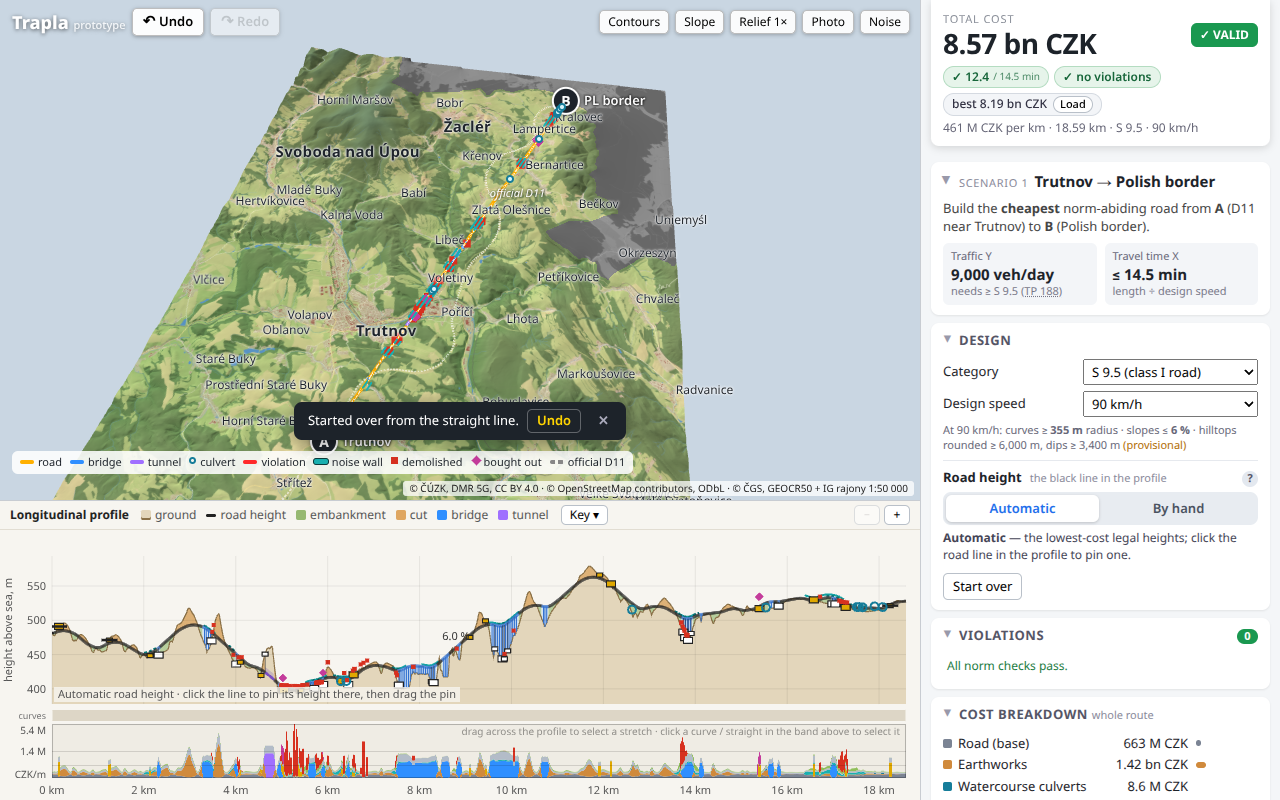 Trapla prototype
↶ Undo
↷ Redo
Contours
Slope
Relief 1×
Photo
Noise
Horní Maršov
Bobr
B
PL border
Královec
Žacléř
Lampertice
Svoboda nad Úpou
Křenov
Bernartice
Mladé Buky
Hertvíkovice
Babí
official D11
Zlatá Olešnice
Bečkov
Kalná Voda
Uniemyśl
Libeč
Okrzeszyn
Vlčice
Voletiny
Petříkovice
Chvaleč
Volanov
Poříčí
Lhota
Oblanov
Trutnov
Staré Buky
Markoušovice
Prostřední Staré Buky
Radvanice
Bohuslavice
Horní Staré B
Started over from the straight line.
Undo
✕
A
Trutnov
road
bridge
tunnel
culvert
violation
noise wall
demolished
bought out
official D11
Střítež
© ČÚZK, DMR 5G, CC BY 4.0 · © OpenStreetMap contributors, ODbL · © ČGS, GEOCR50 + IG rajony 1:50 000
Longitudinal profile
ground
road height
embankment
cut
bridge
tunnel
Key ▾
−
+
height above sea, m
550
500
450
400
6.0 %
Automatic road height · click the line to pin its height there, then drag the pin
curves
5.4 M
1.4 M
CZK/m
drag across the profile to select a stretch · click a curve / straight in the band above to select it
0 km
2 km
4 km
6 km
8 km
10 km
12 km
14 km
16 km
18 km
TOTAL COST
8.57 bn CZK
✓ VALID
✓ 12.4 / 14.5 min
✓ no violations
best 8.19 bn CZK
Load
461 M CZK per km · 18.59 km · S 9.5 · 90 km/h
SCENARIO 1 Trutnov → Polish border
Build the cheapest norm-abiding road from A (D11
near Trutnov) to B (Polish border).
Traffic Y
9,000 veh/day
needs ≥ S 9.5 (TP 188)
Travel time X
≤ 14.5 min
length ÷ design speed
DESIGN
Category
S 9.5 (class I road)
Design speed
90 km/h
At 90 km/h: curves ≥ 355 m radius · slopes ≤ 6 % · hilltops
rounded ≥ 6,000 m, dips ≥ 3,400 m (provisional)
Road height the black line in the profile
?
Automatic
By hand
Automatic — the lowest-cost legal heights; click the
road line in the profile to pin one.
Start over
VIOLATIONS
0
All norm checks pass.
COST BREAKDOWN whole route
Road (base)
663 M CZK
Earthworks
1.42 bn CZK
Watercourse culverts
8.6 M CZK